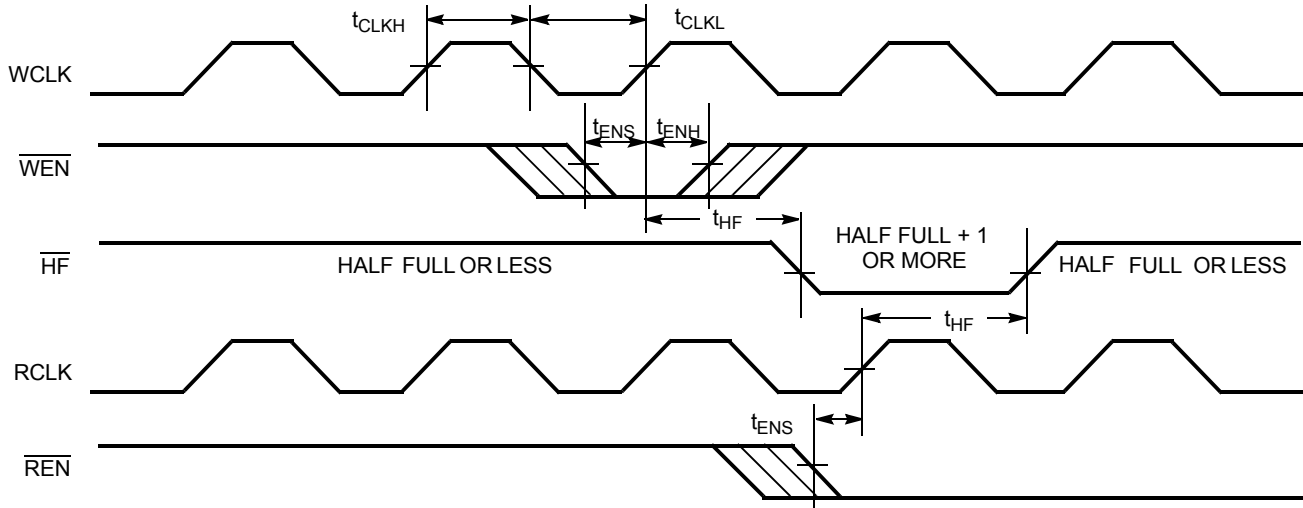 tCLKH
tCLKL
WCLK
tENS
tENH
WEN
tHF
HALF FULL + 1
OR MORE
HF
HALF FULL OR LESS
HALF FULL OR LESS
tHF
RCLK
tENS
REN